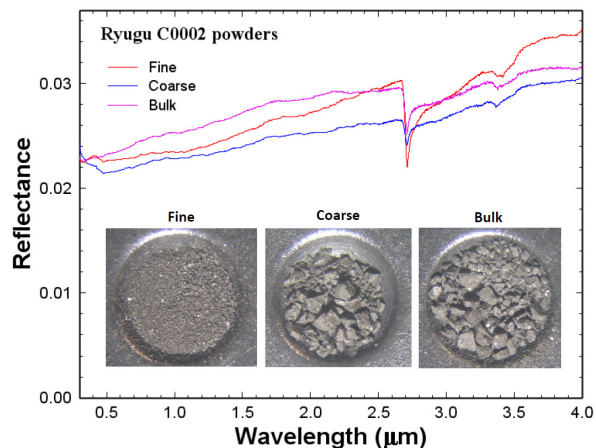 Ryugu C0002 powders
Fine
Coarse
Bulk
0.03
0.02
0.01
0.00
Reflectance
Fine
Coarse
Bulk
0.5
1.0
1.5
2.0
2.5
3.0
3.5
4.0
Wavelength (μm)